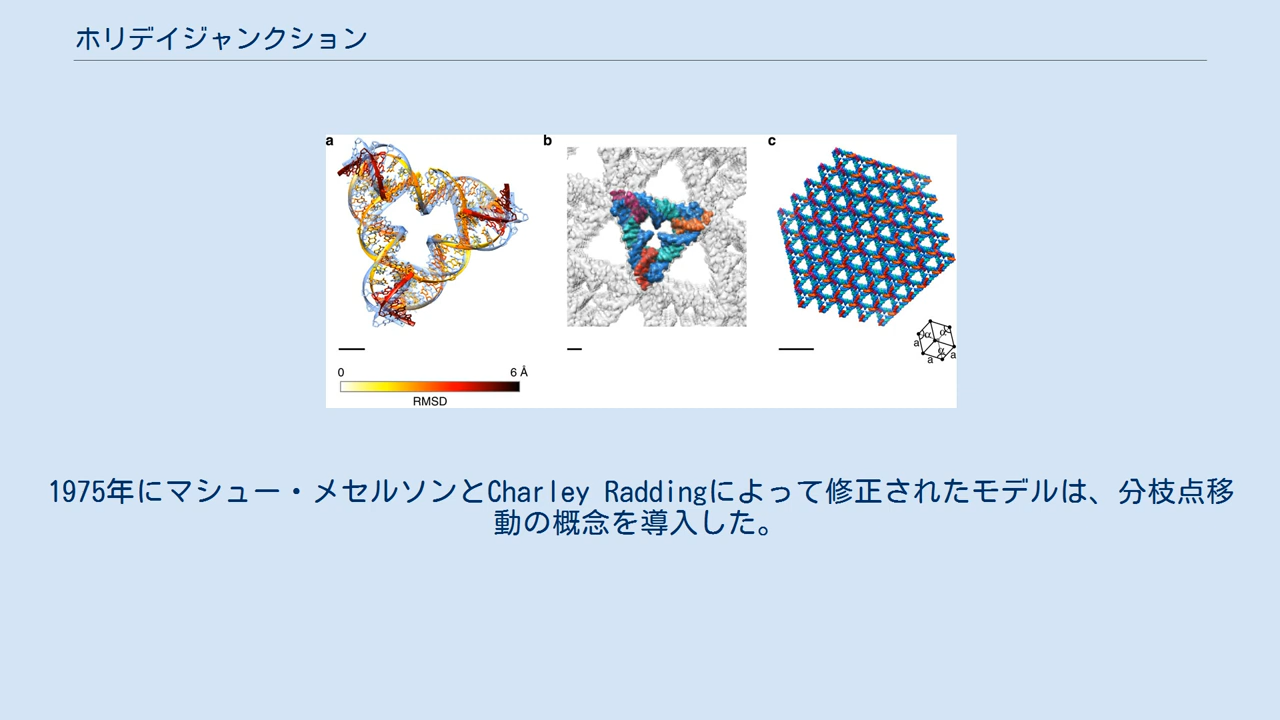 ホリデイジャンクション
a
b
c
0
6 Å
RMSD
α
α
α
a
a
a
1975年にマシュー・メセルソンとCharley Raddingによって修正されたモデルは、分枝点移
動の概念を導入した。